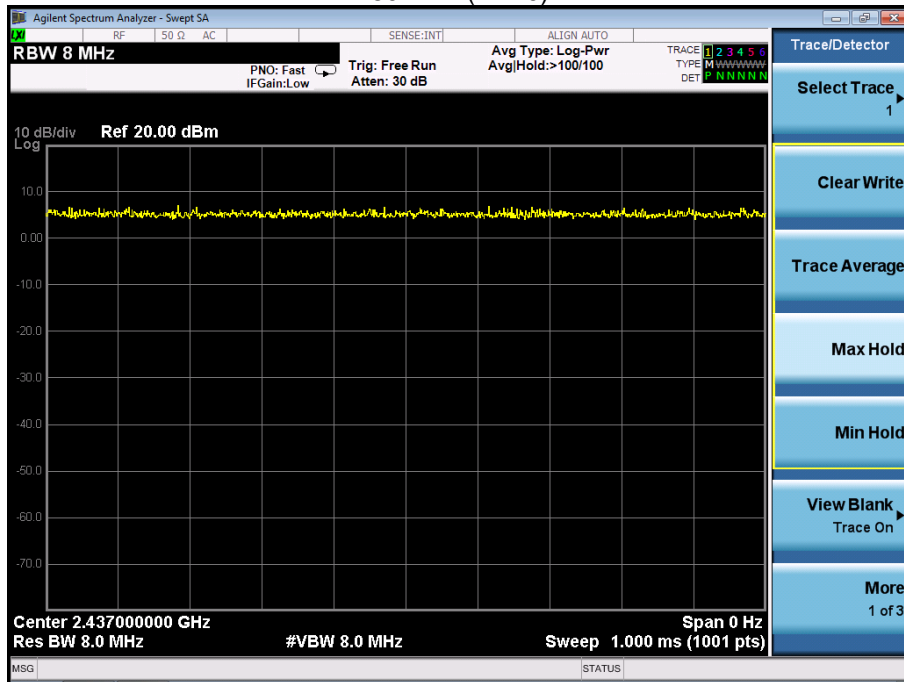 Agilent Spectrum Analyzer - Swept SA
LXI RF 50 Ω AC SENSE:INT ALIGN AUTO
RBW 8 MHz
PNO: Fast
IFGain:Low
Trig: Free Run
Atten: 30 dB
Avg Type: Log-Pwr
Avg|Hold:>100/100
TRACE 1 2 3 4 5 6
TYPE M WWWWW
DET P N N N N N
Trace/Detector
Select Trace
1
Clear Write
Trace Average
Max Hold
Min Hold
View Blank
Trace On
More
1 of 3
10 dB/div Ref 20.00 dBm
Log
10.0
0.00
-10.0
-20.0
-30.0
-40.0
-50.0
-60.0
-70.0
Center 2.437000000 GHz Span 0 Hz
Res BW 8.0 MHz #VBW 8.0 MHz Sweep 1.000 ms (1001 pts)
MSG STATUS